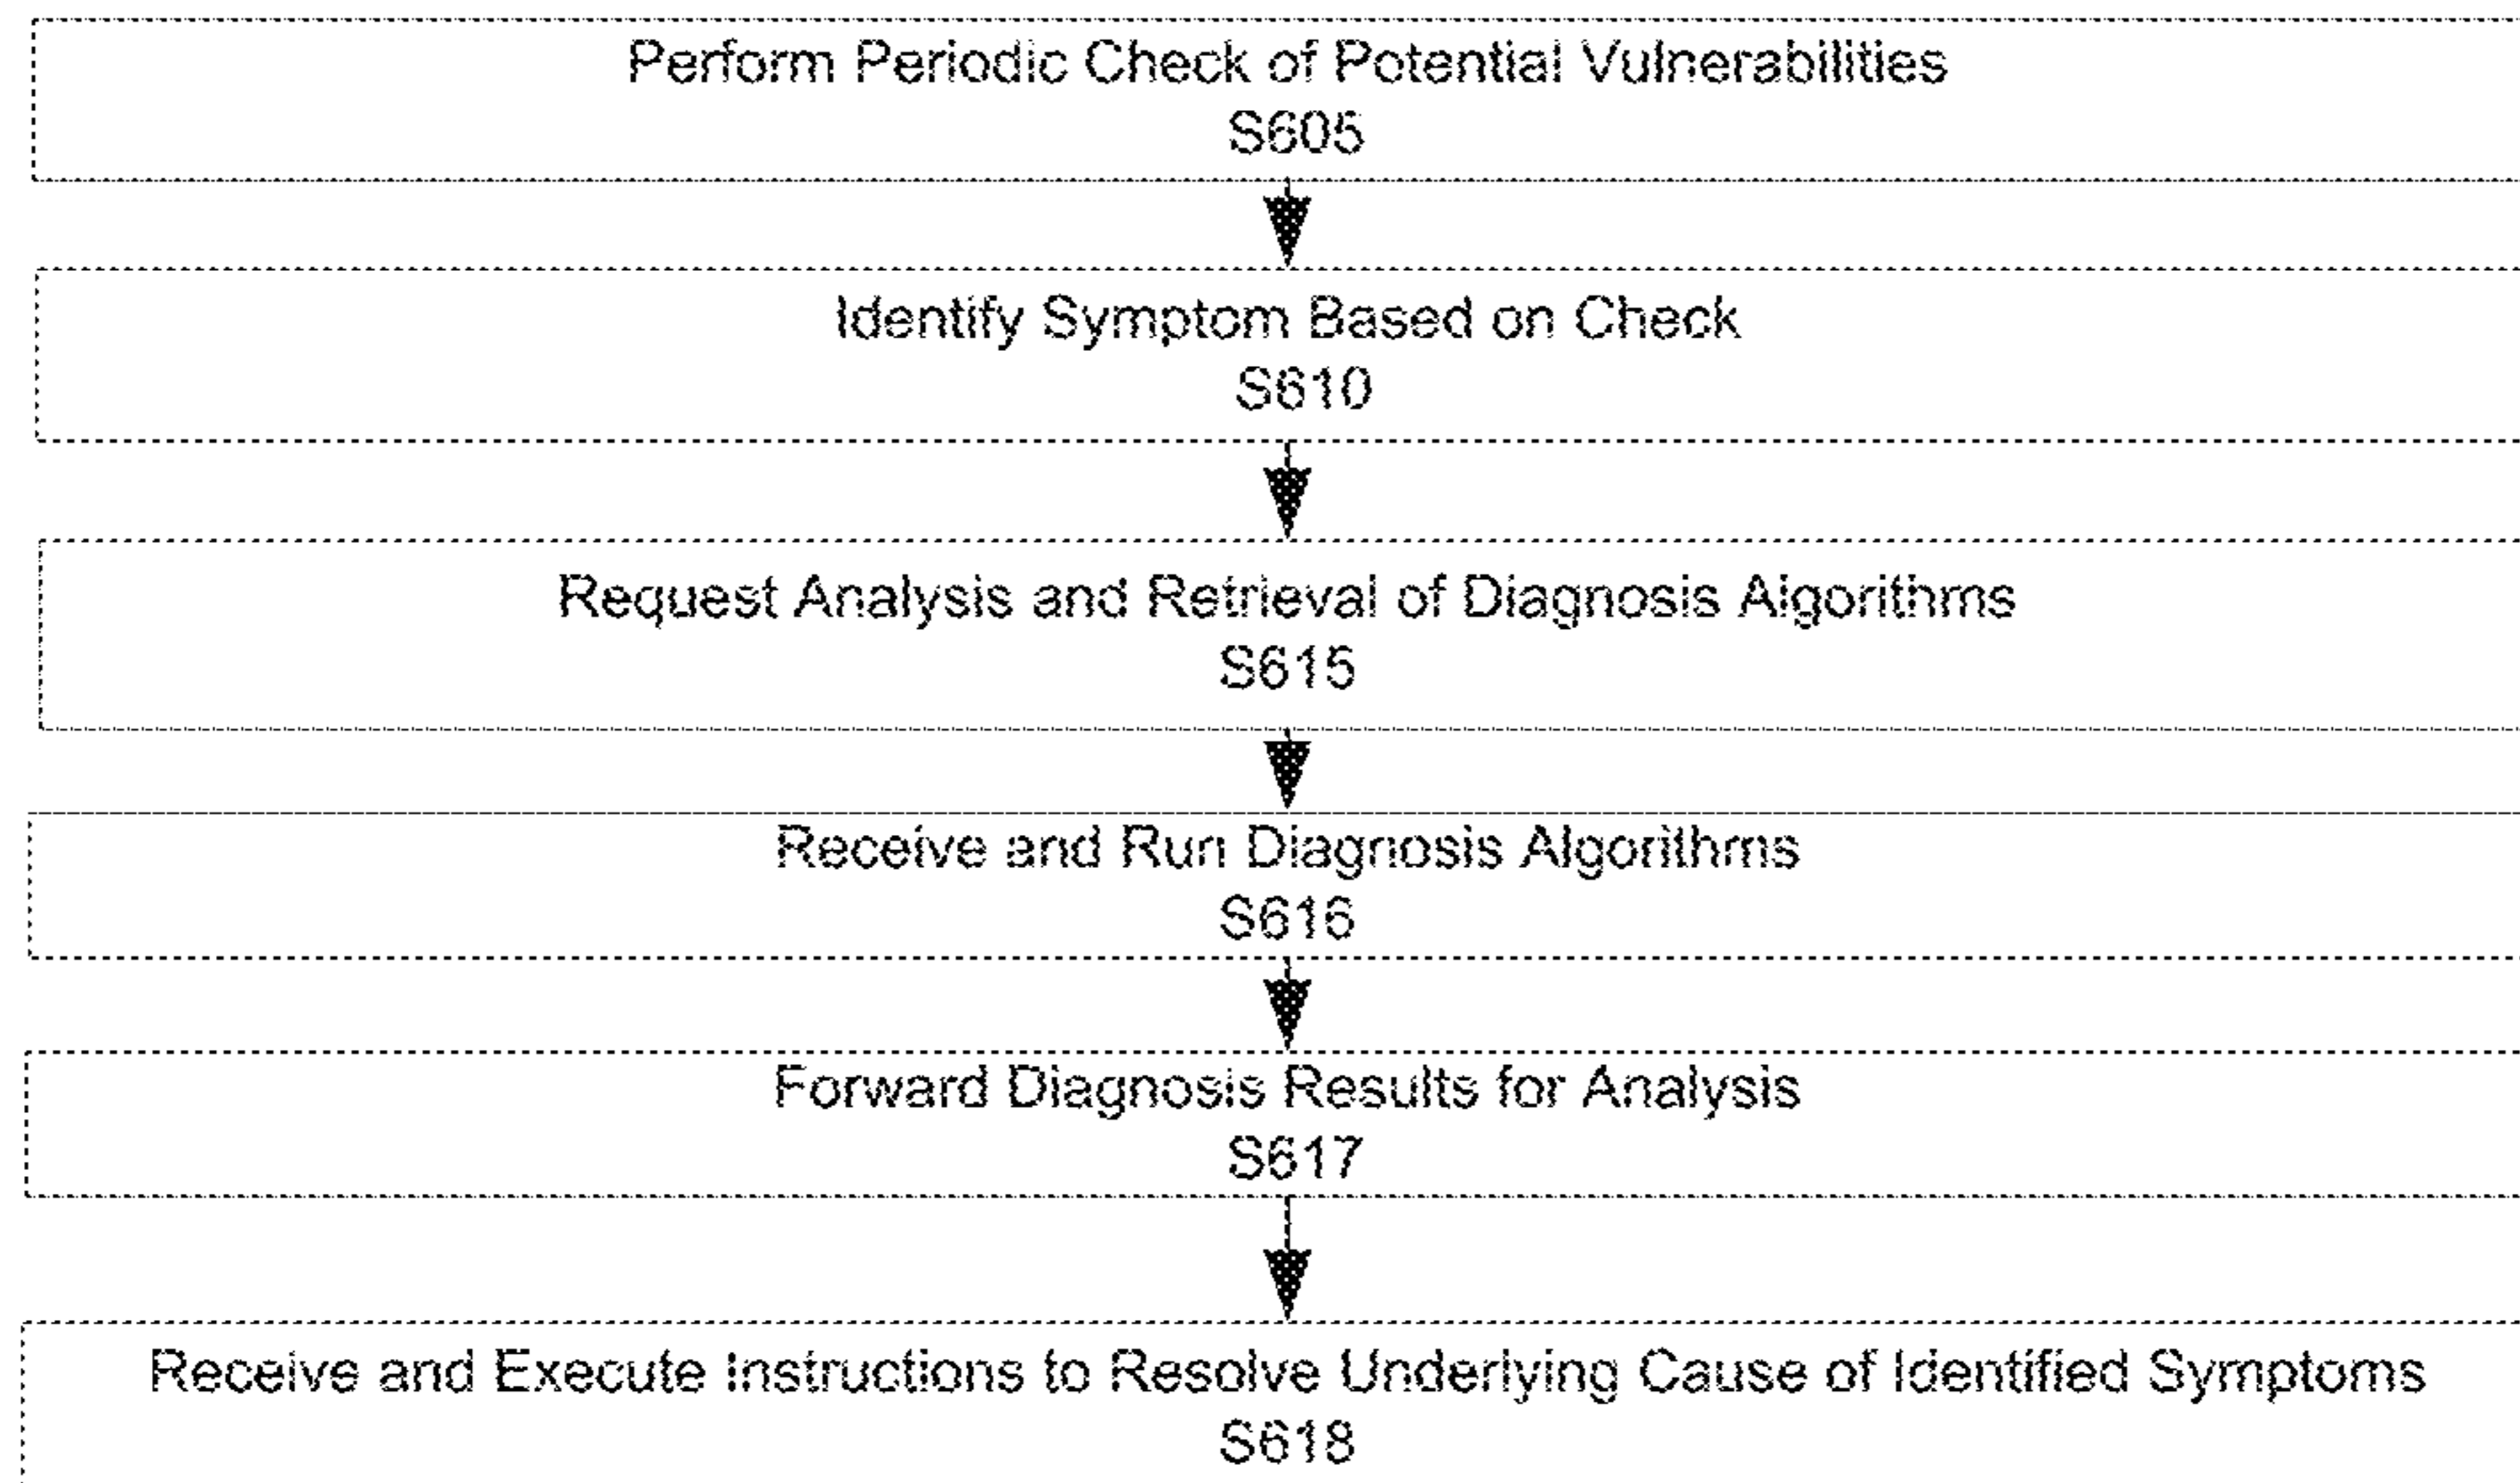 Perform Periodic Check of Potential Vulnerabilities
S605
Identify Symptom Based on Check
S610
Request Analysis and Retrieval of Diagnosis Algorithms
S615
Receive and Run Diagnosis Algorithms
S616
Forward Diagnosis Results for Analysis
S617
Receive and Execute Instructions to Resolve Underlying Cause of Identified Symptoms
S618